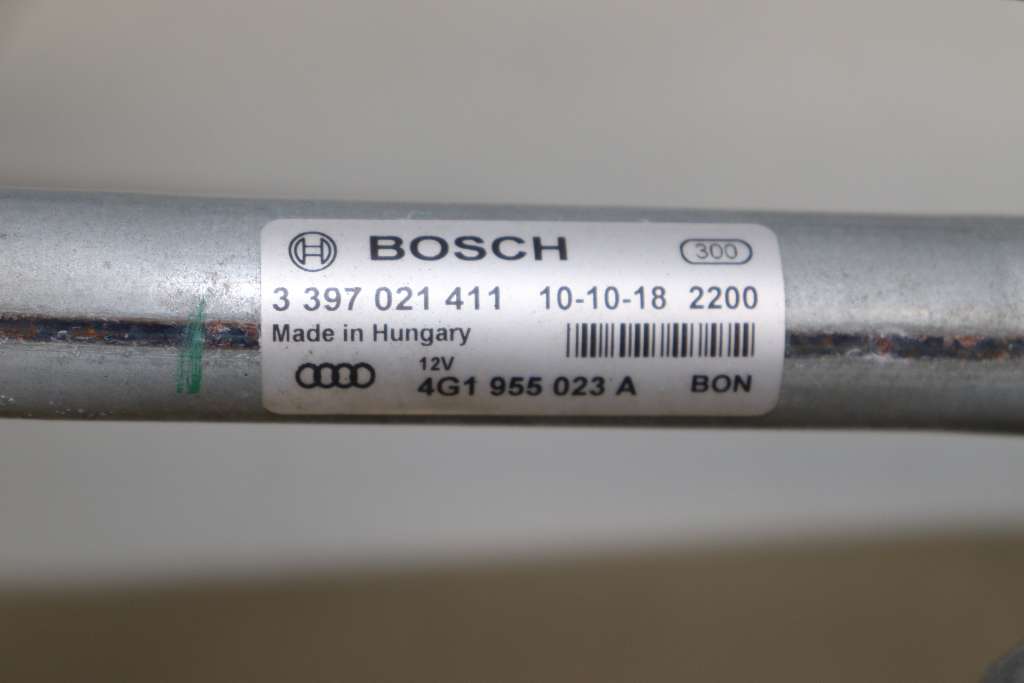 BOSCH 300
3 397 021 411 10-10-18 2200
Made in Hungary
12V
4G1 955 023 A BON